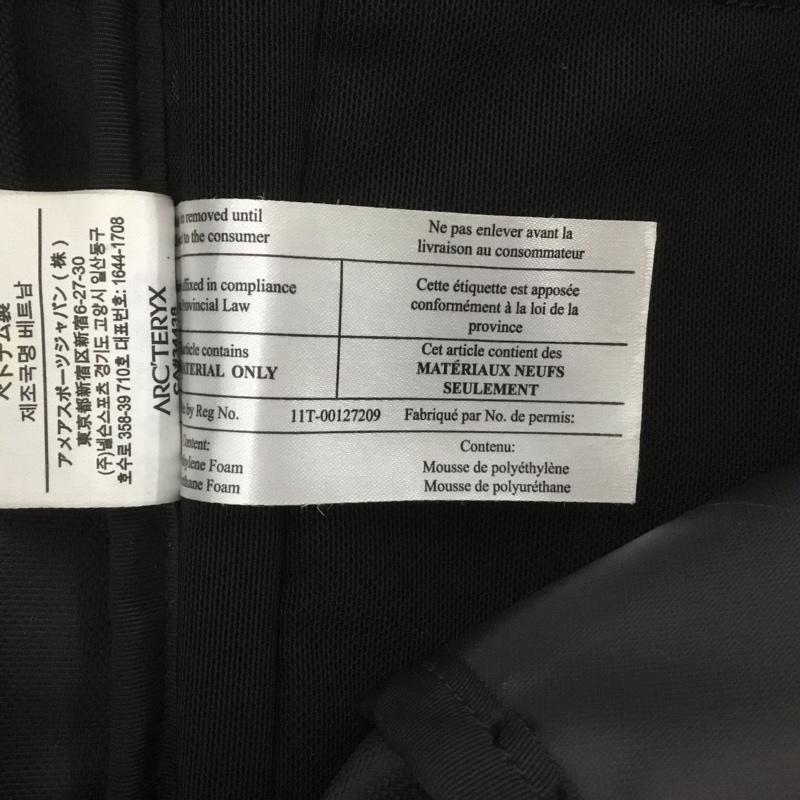 ベトナム製
제조국명 베트남
アメアスポーツジャパン(株)
東京都新宿区新宿6-27-30
(주)넬슨스포츠 경기도 고양시 일산동구
호수로 358-39 710호 대표번호: 1644-1708
ARC'TERYX
removed until
to the consumer
Ne pas enlever avant la
livraison au consommateur
in compliance
Law
Cette étiquette est apposée
conformément à la loi de la
province
contains
ONLY
Cet article contient des
MATÉRIAUX NEUFS
SEULEMENT
by Reg No.
11T-00127209
Fabriqué par No. de permis:
Content:
Foam
Foam
Contenu:
Mousse de polyéthylène
Mousse de polyuréthane